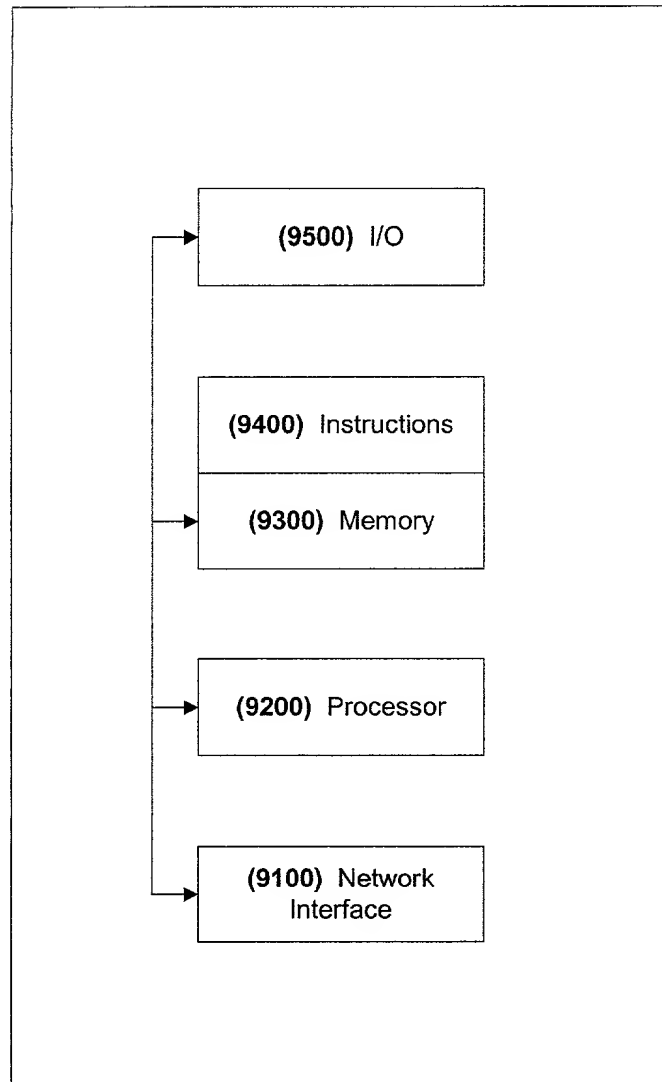 (9500) I/O
(9400) Instructions
(9300) Memory
(9200) Processor
(9100) Network
Interface